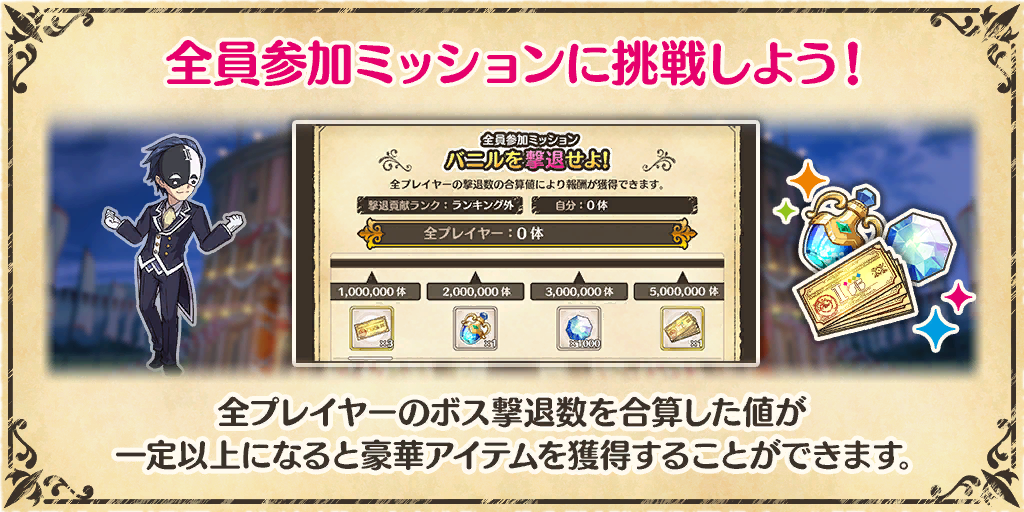 全員参加ミッションに挑戦しよう！
全員参加ミッション
バニルを撃退せよ！
全プレイヤーの撃退数の合算値により報酬が獲得できます。
撃退貢献ランク：ランキング外
自分：0 体
全プレイヤー：0 体
1,000,000 体
2,000,000 体
3,000,000 体
5,000,000 体
x3
x1
x1000
x1
全プレイヤーのボス撃退数を合算した値が
一定以上になると豪華アイテムを獲得することができます。